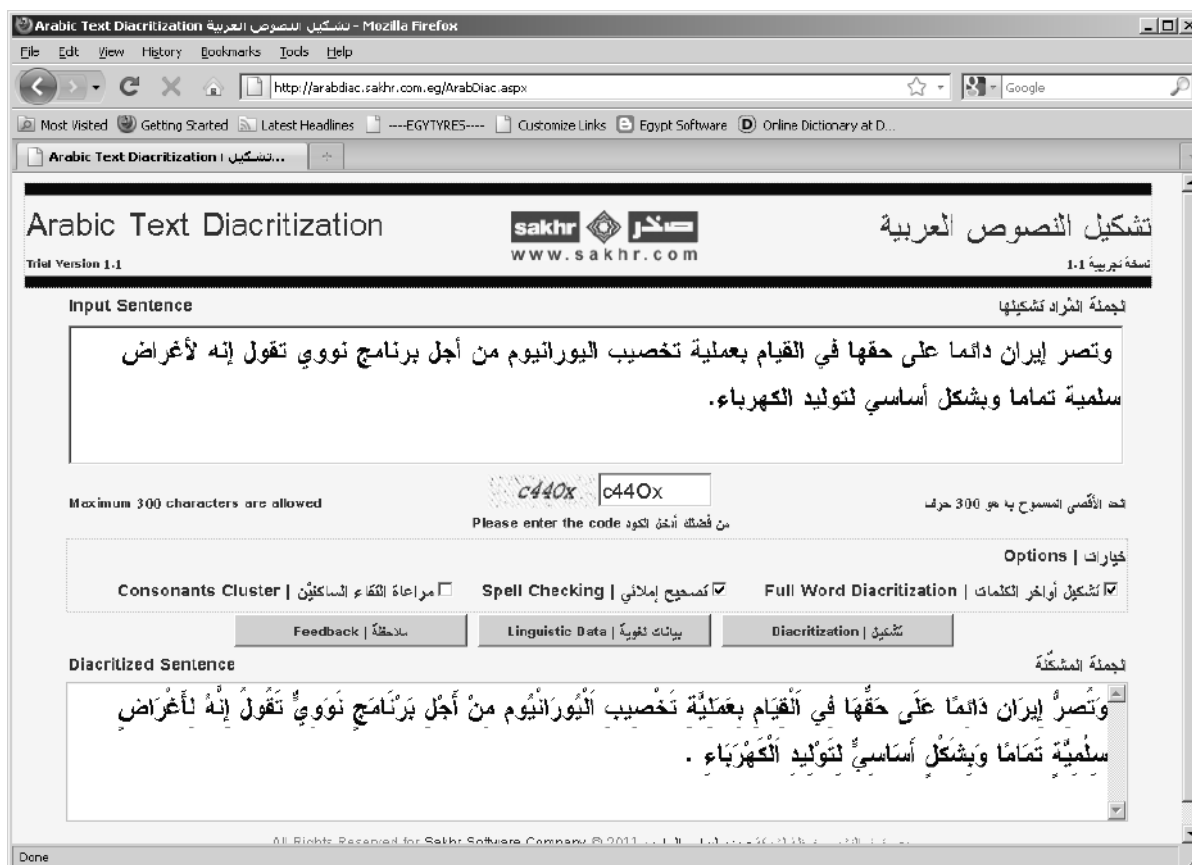 Arabic Text Diacritization تشكيل النصوص العربية - Mozilla Firefox
File Edit View History Bookmarks Tools Help
http://arabdiac.sakhr.com.eg/ArabDiac.aspx Google
Most Visited Getting Started Latest Headlines ----EGYTYRES---- Customize Links Egypt Software Online Dictionary at D...
Arabic Text Diacritization ا تشكيل...
Arabic Text Diacritization sakhr صخر تشكيل النصوص العربية
www.sakhr.com
Trial Version 1.1 نسخة تجريبية 1.1
Input Sentence الجملة المُراد تشكيلها
وتصر إيران دائما على حقها في القيام بعملية تخصيب اليورانيوم من أجل برنامج نووي تقول إنه لأغراض
سلمية تماما وبشكل أساسي لتوليد الكهرباء.
c44Ox c44Ox
Maximum 300 characters are allowed الحد الأقصى المسموح به هو 300 حرف
Please enter the code من فضلك أدخل الكود
Options | خيارات
Consonants Cluster | مراعاة التقاء الساكنيْن Spell Checking | تصحيح إملائي Full Word Diacritization | تشكيل أواخر الكلمات
Feedback | ملاحظة Linguistic Data | بيانات لغوية Diacritization | تشكيل
Diacritized Sentence الجملة المشكّلة
وَتُصِرُّ إِيرَان دَائِمًا عَلَى حَقِّهَا فِي اَلْقِيَامِ بِعَمَلِيَّةِ تَخْصِيبِ اَلْيُورَانْيُوم مِنْ أَجْلِ بَرْنَامَجٍ نَوَوِيٍّ تَقُولُ إِنَّهُ لِأَغْرَاضٍ
سِلْمِيَّةٍ تَمَامًا وَبِشَكْلٍ أَسَاسِيٍّ لِتَوْلِيدِ اَلْكَهْرَبَاءِ .
All Rights Reserved for Sakhr Software Company © 2011
Done